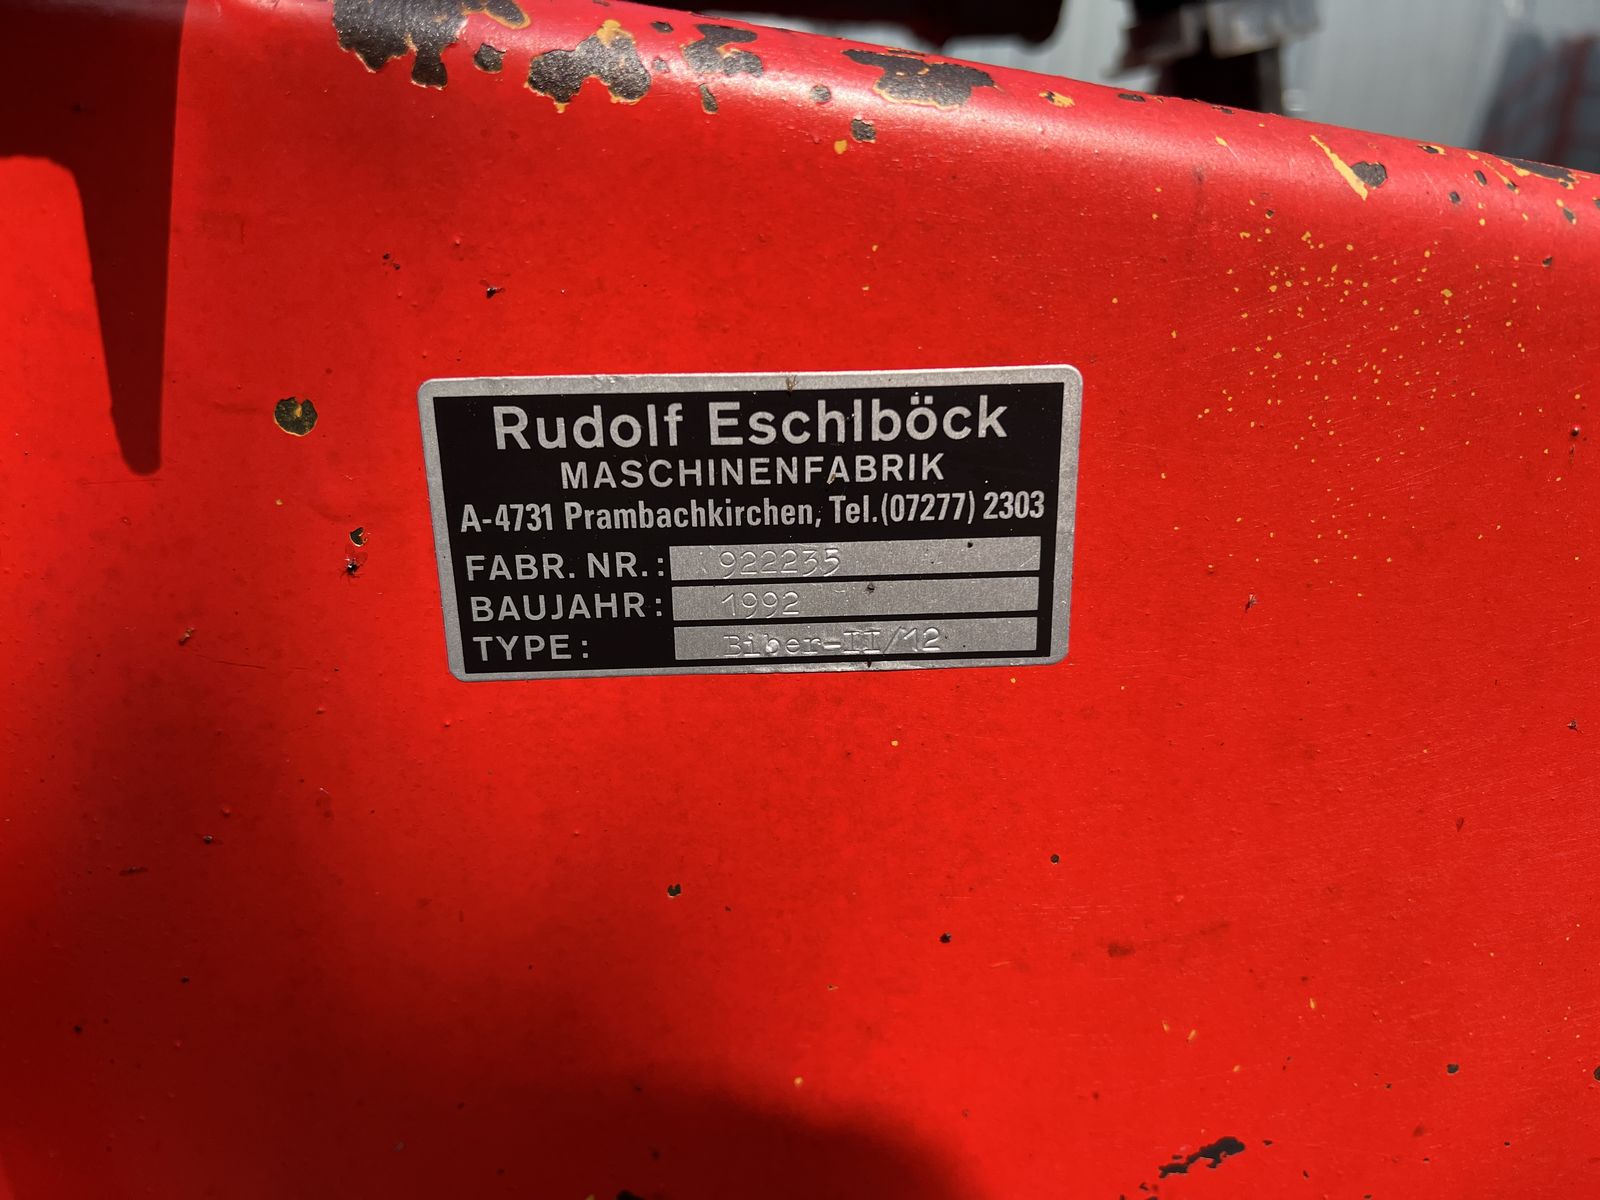 Rudolf Eschlböck
MASCHINENFABRIK
A-4731 Prambachkirchen, Tel.(07277) 2303
FABR. NR.: 922235
BAUJAHR: 1992
TYPE: Biber-II/12